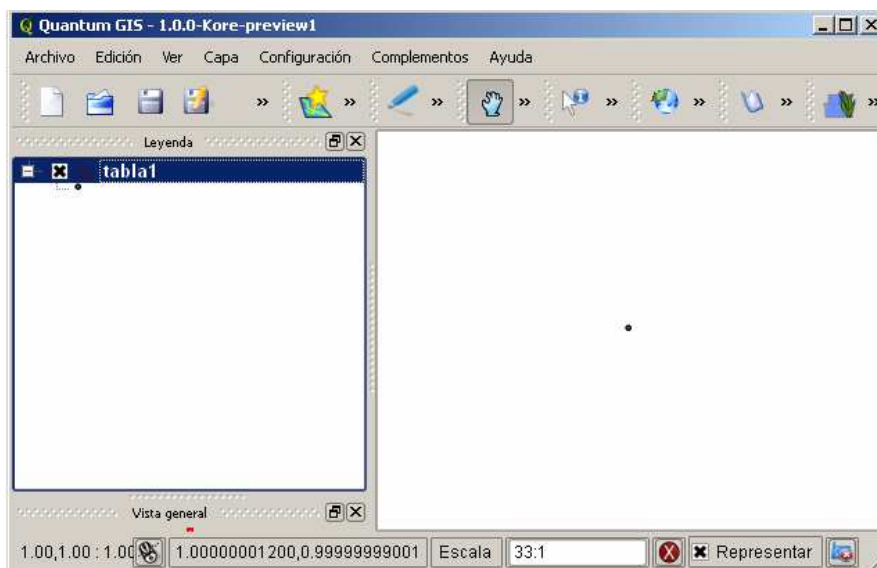 Quantum GIS - 1.0.0-Kore-preview1
Archivo Edición Ver Capa Configuración Complementos Ayuda
Leyenda
tabla1
Vista general
1.00,1.00 : 1.00 1.00000001200,0.99999999001 Escala 33:1 Representar